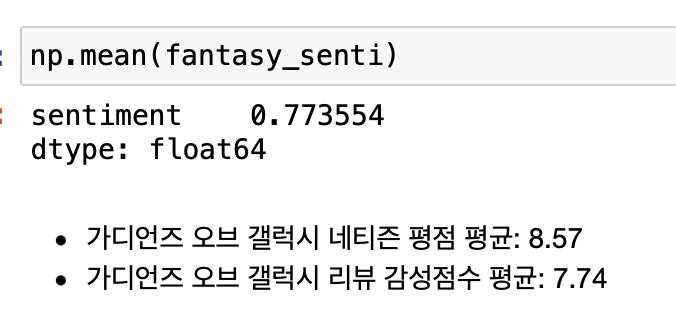 np.mean(fantasy_senti)
sentiment    0.773554
dtype: float64
• 가디언즈 오브 갤럭시 네티즌 평점 평균: 8.57
• 가디언즈 오브 갤럭시 리뷰 감성점수 평균: 7.74